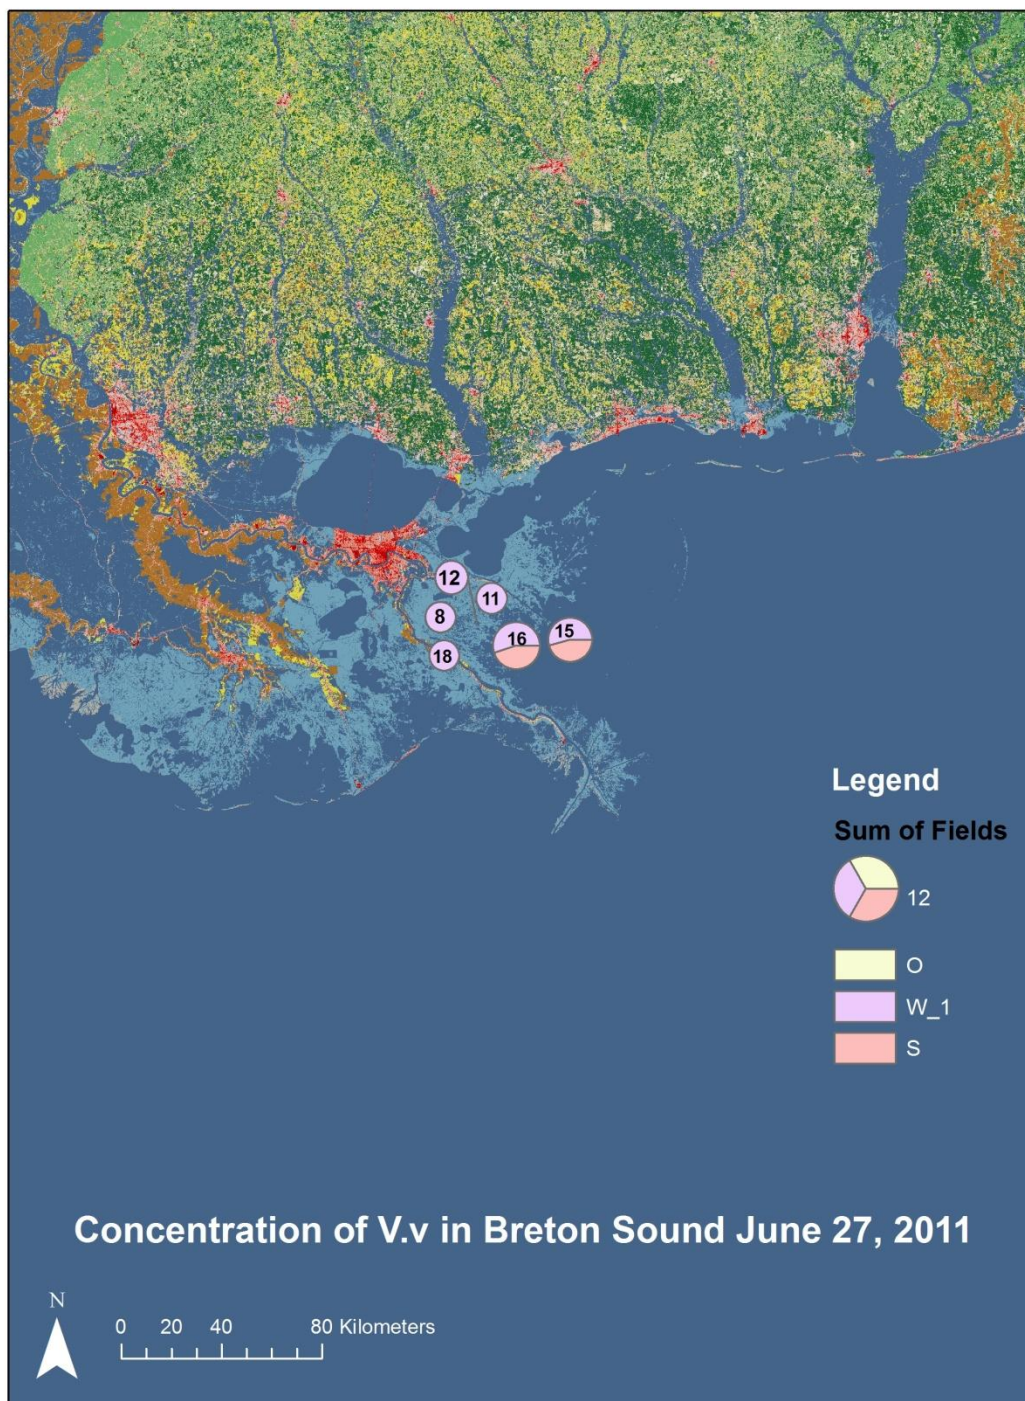 12
11
8
16
15
18
Legend
Sum of Fields
12
O
W_1
S
Concentration of V.v in Breton Sound June 27, 2011
N
0 20 40 80 Kilometers